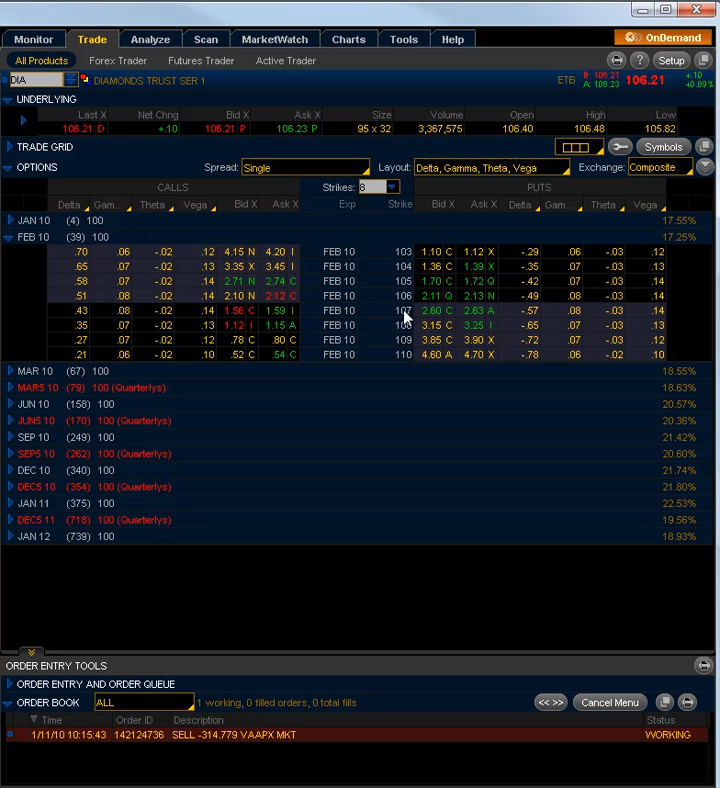 Monitor Trade Analyze Scan MarketWatch Charts Tools Help OnDemand
All Products Forex Trader Futures Trader Active Trader ? Setup
DIA DIAMONDS TRUST SER 1 ETB B: 106.21 A: 106.23 106.21 +.10 +0.09%
UNDERLYING
Last X Net Chng Bid X Ask X Size Volume Open High Low
106.21 D +.10 106.21 P 106.23 P 95 x 32 3,367,575 106.40 106.48 105.82
TRADE GRID Symbols
OPTIONS Spread: Single Layout: Delta, Gamma, Theta, Vega Exchange: Composite
CALLS Strikes: 8 PUTS
Delta Gam... Theta Vega Bid X Ask X Exp Strike Bid X Ask X Delta Gam... Theta Vega
JAN 10 (4) 100 17.55%
FEB 10 (39) 100 17.25%
.70 .06 -.02 .12 4.15 N 4.20 I FEB 10 103 1.10 C 1.12 X -.29 .06 -.03 .12
.65 .07 -.02 .13 3.35 X 3.45 I FEB 10 104 1.36 C 1.39 X -.35 .07 -.03 .13
.58 .07 -.02 .14 2.71 N 2.74 C FEB 10 105 1.70 C 1.72 Q -.42 .07 -.03 .14
.51 .08 -.02 .14 2.10 N 2.12 C FEB 10 106 2.11 Q 2.13 N -.49 .08 -.03 .14
.43 .08 -.02 .14 1.56 C 1.59 I FEB 10 107 2.60 C 2.63 A -.57 .08 -.03 .14
.35 .07 -.02 .13 1.12 I 1.15 A FEB 10 108 3.15 C 3.25 I -.65 .07 -.03 .13
.27 .07 -.02 .12 .78 C .80 C FEB 10 109 3.85 C 3.90 X -.72 .07 -.03 .12
.21 .06 -.02 .10 .52 C .54 C FEB 10 110 4.60 A 4.70 X -.78 .06 -.02 .10
MAR 10 (67) 100 18.55%
MAR5 10 (79) 100 (Quarterlys) 18.63%
JUN 10 (158) 100 20.57%
JUN5 10 (170) 100 (Quarterlys) 20.36%
SEP 10 (249) 100 21.42%
SEP5 10 (262) 100 (Quarterlys) 20.60%
DEC 10 (340) 100 21.74%
DEC5 10 (354) 100 (Quarterlys) 21.80%
JAN 11 (375) 100 22.53%
DEC5 11 (718) 100 (Quarterlys) 19.56%
JAN 12 (739) 100 18.93%
ORDER ENTRY TOOLS
ORDER ENTRY AND ORDER QUEUE
ORDER BOOK ALL 1 working, 0 filled orders, 0 total fills << >> Cancel Menu
Time Order ID Description Status
1/11/10 10:15:43 142124736 SELL -314.779 VAAPX MKT WORKING